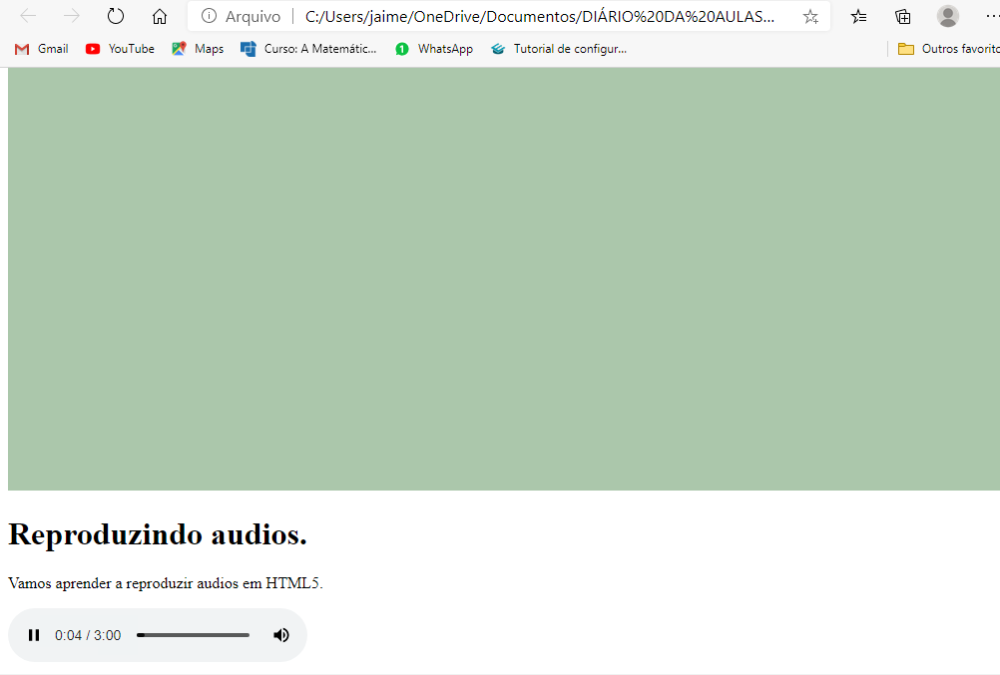 Arquivo C:/Users/jaime/OneDrive/Documentos/DIÁRIO%20DA%20AULAS...
Gmail YouTube Maps Curso: A Matemátic... 1 WhatsApp Tutorial de configur... Outros favorito
Reproduzindo audios.
Vamos aprender a reproduzir audios em HTML5.
0:04 / 3:00